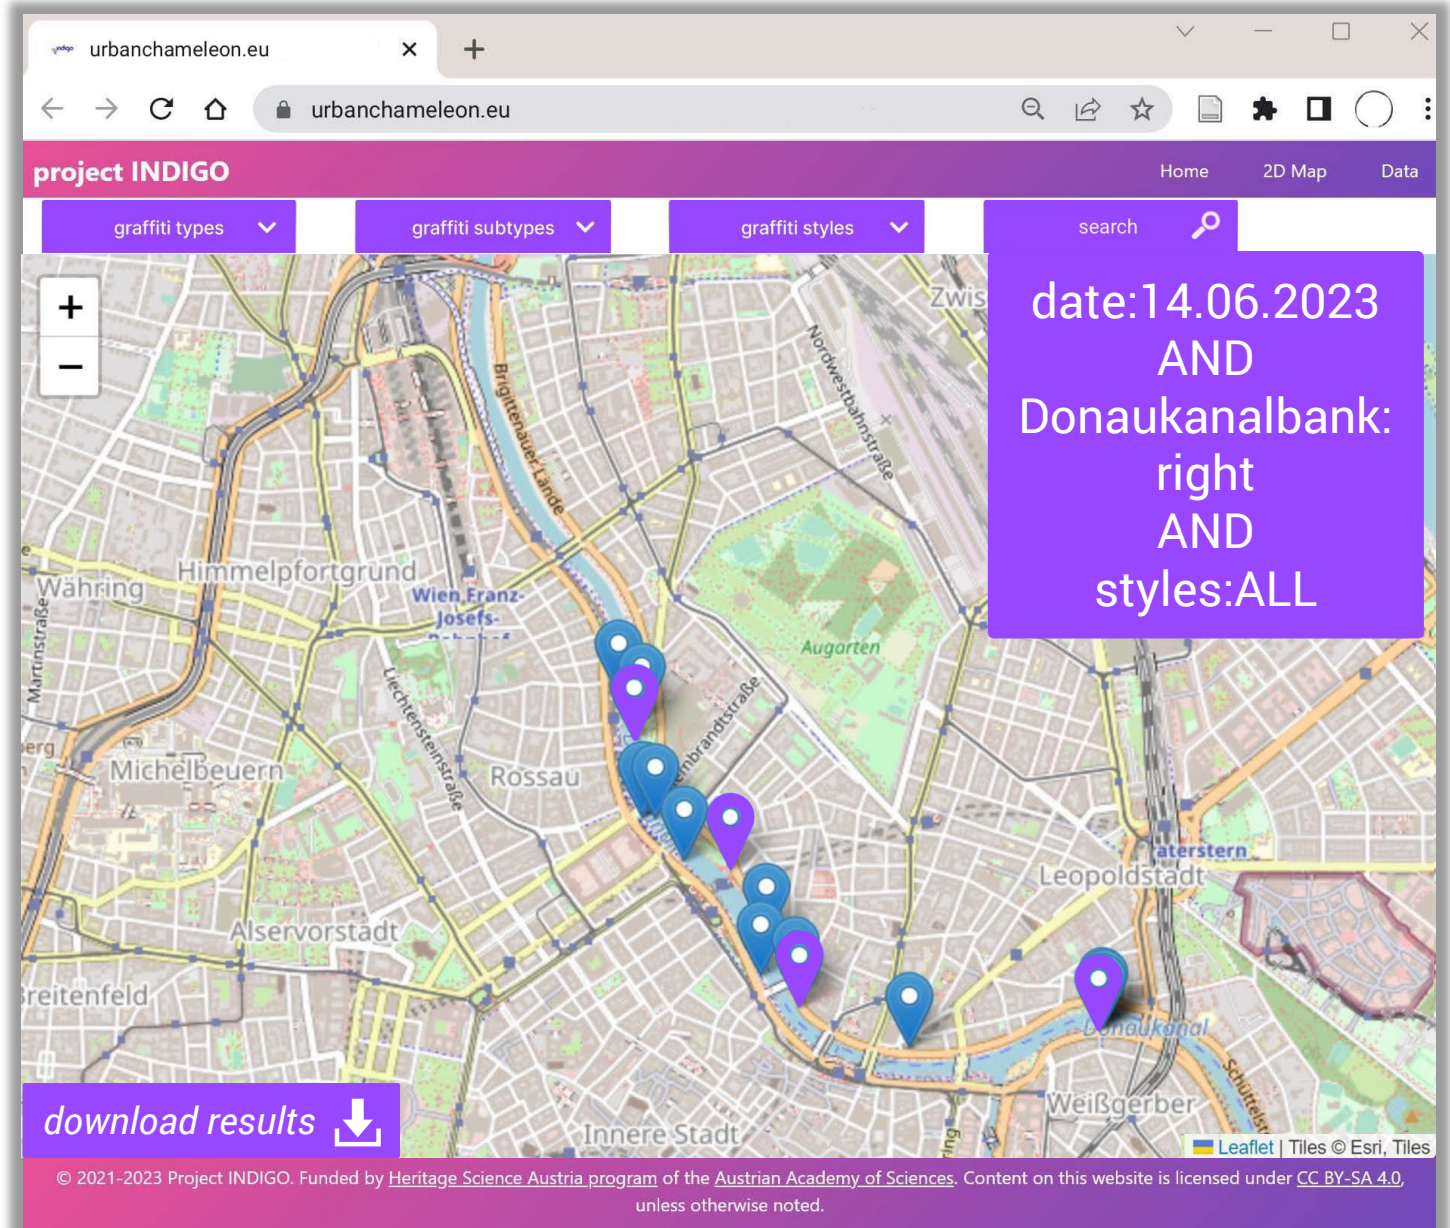 indigo urbanchameleon.eu
urbanchameleon.eu
project INDIGO
Home 2D Map Data
graffiti types graffiti subtypes graffiti styles search
+
−
date:14.06.2023
AND
Donaukanalbank:
right
AND
styles:ALL
Zwis
Nordwestbahnstraße
Brigittenauer Lände
Himmelpfortgrund
Währing
Martinstraße
Wien Franz-
Josefs-
Augarten
Liechtensteinstraße
Michelbeuern
Rossau
Leopoldstadt
Alservorstadt
Donaukanal
Weißgerber
Innere Stadt
download results
Leaflet | Tiles © Esri, Tiles
© 2021-2023 Project INDIGO. Funded by Heritage Science Austria program of the Austrian Academy of Sciences. Content on this website is licensed under CC BY-SA 4.0,
unless otherwise noted.